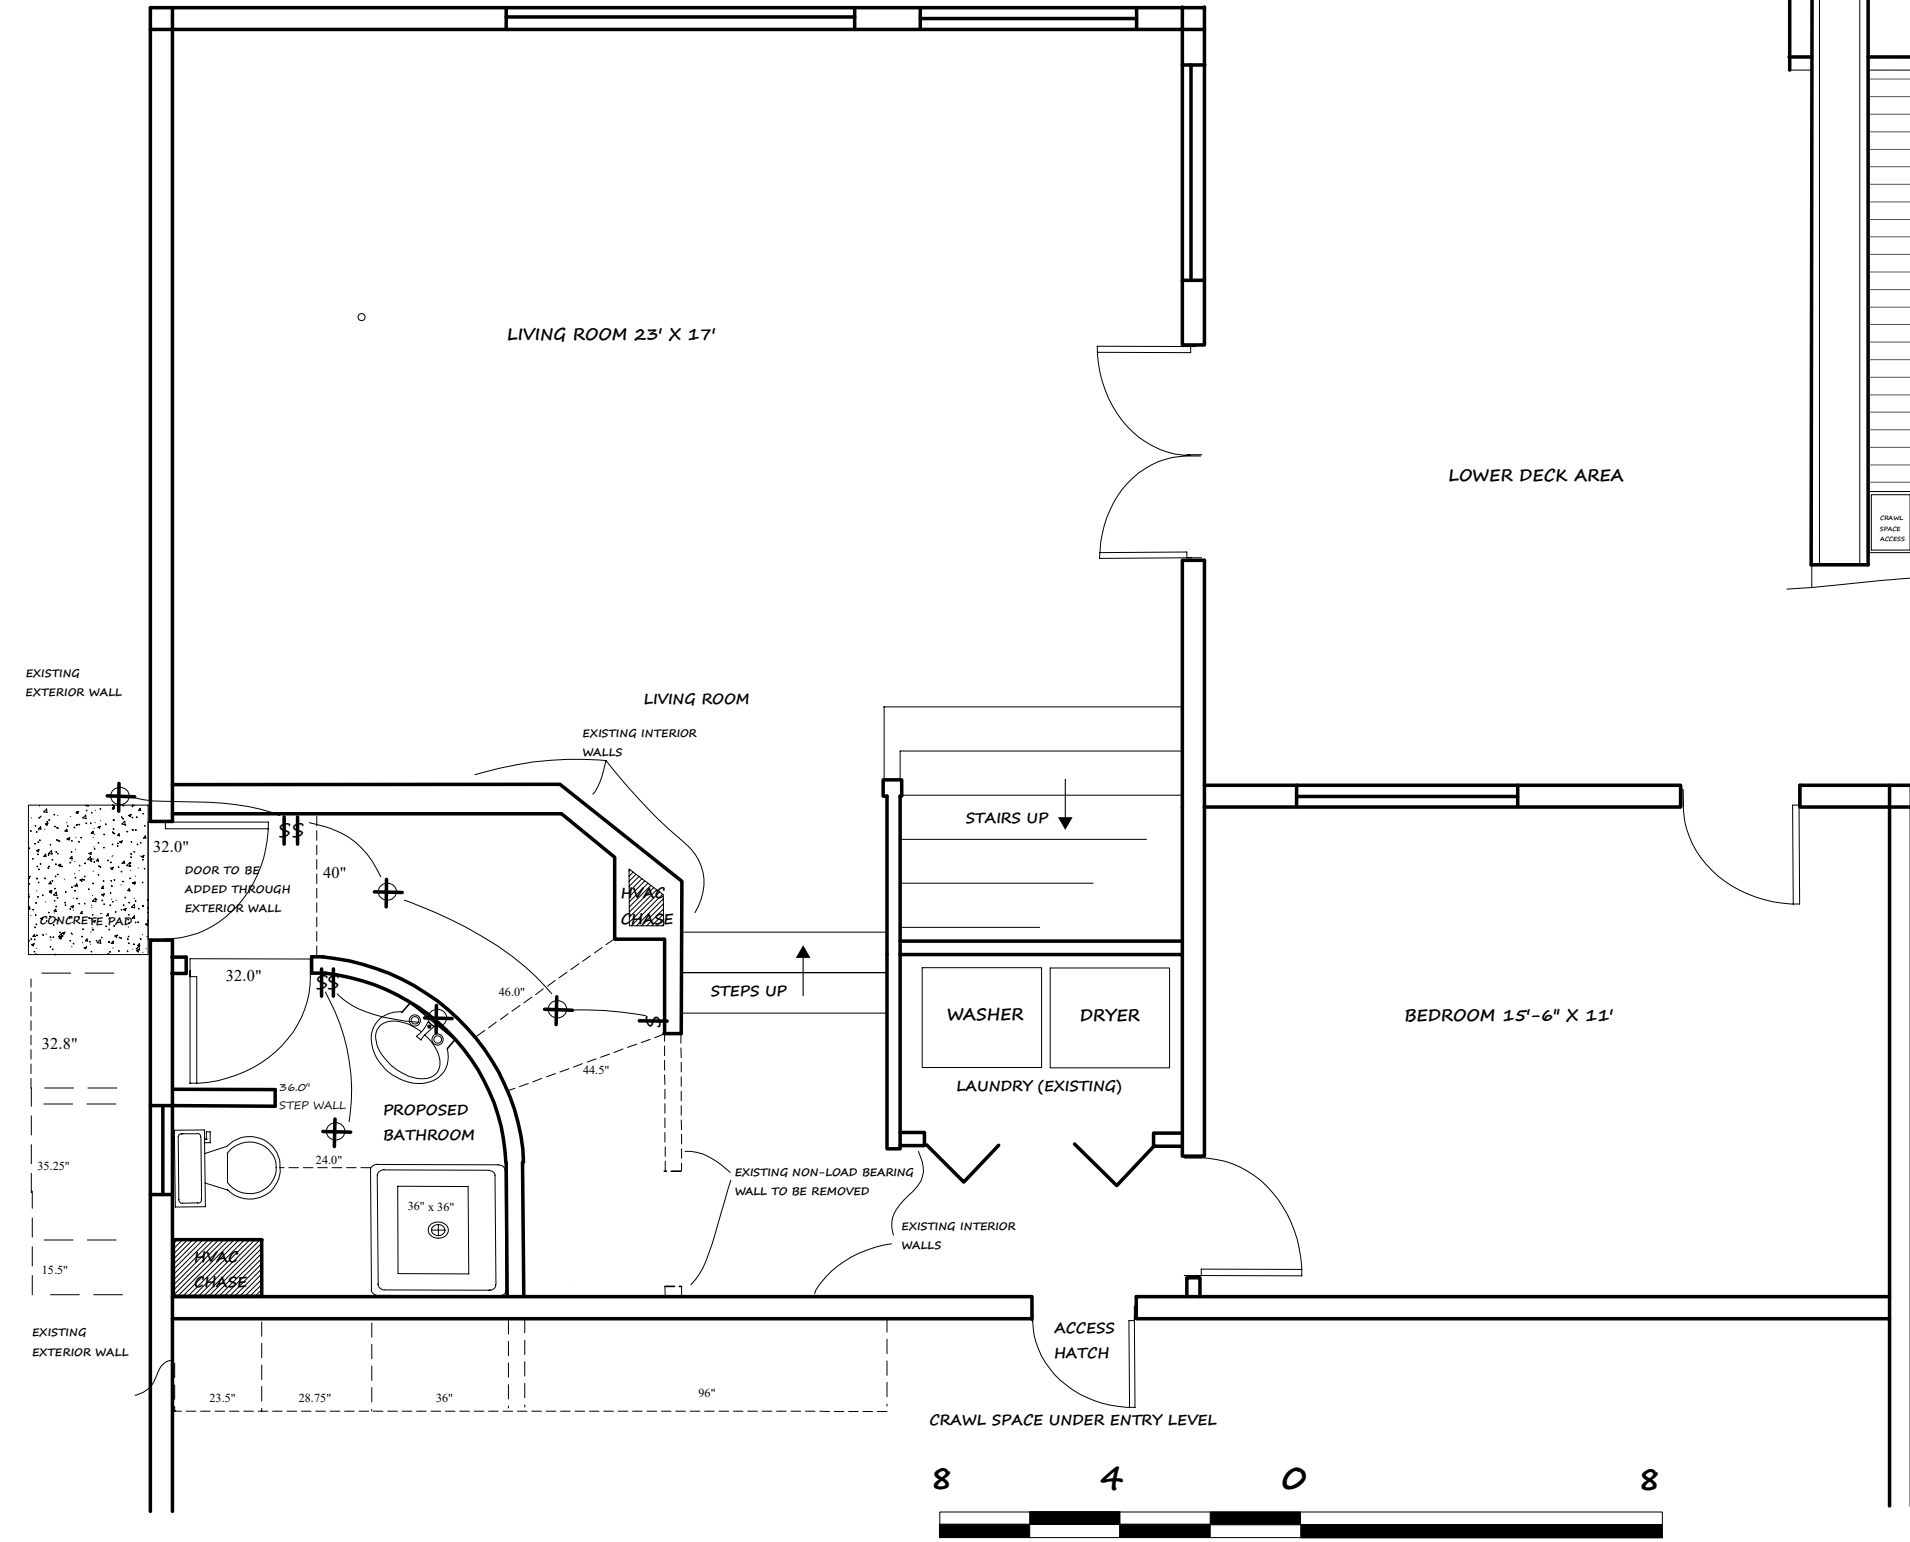 LIVING ROOM 23' X 17'
LOWER DECK AREA
CRAWL
SPACE
ACCESS
EXISTING
EXTERIOR WALL
LIVING ROOM
EXISTING INTERIOR
WALLS
STAIRS UP
32.0"
40"
DOOR TO BE
ADDED THROUGH
EXTERIOR WALL
CONCRETE PAD
$$
HVAC
CHASE
32.0"
$$
46.0"
$
STEPS UP
WASHER
DRYER
BEDROOM 15'-6" X 11'
32.8"
44.5"
LAUNDRY (EXISTING)
36.0"
STEP WALL
PROPOSED
BATHROOM
35.25"
24.0"
EXISTING NON-LOAD BEARING
WALL TO BE REMOVED
36" x 36"
EXISTING INTERIOR
WALLS
HVAC
CHASE
15.5"
EXISTING
EXTERIOR WALL
ACCESS
HATCH
23.5"
28.75"
36"
96"
CRAWL SPACE UNDER ENTRY LEVEL
8 4 0 8